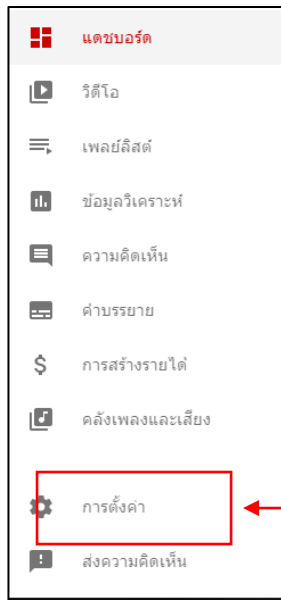 แดชบอร์ด
วิดีโอ
เพลย์ลิสต์
ข้อมูลวิเคราะห์
ความคิดเห็น
คำบรรยาย
การสร้างรายได้
คลังเพลงและเสียง
การตั้งค่า
ส่งความคิดเห็น